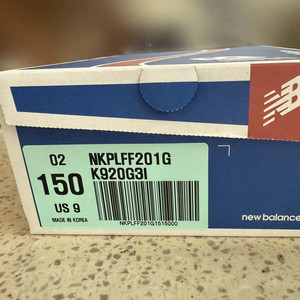 02 NKPLFF201G
K920G3I
150
US 9
MADE IN KOREA
NKPLFF201G1515000
new balance